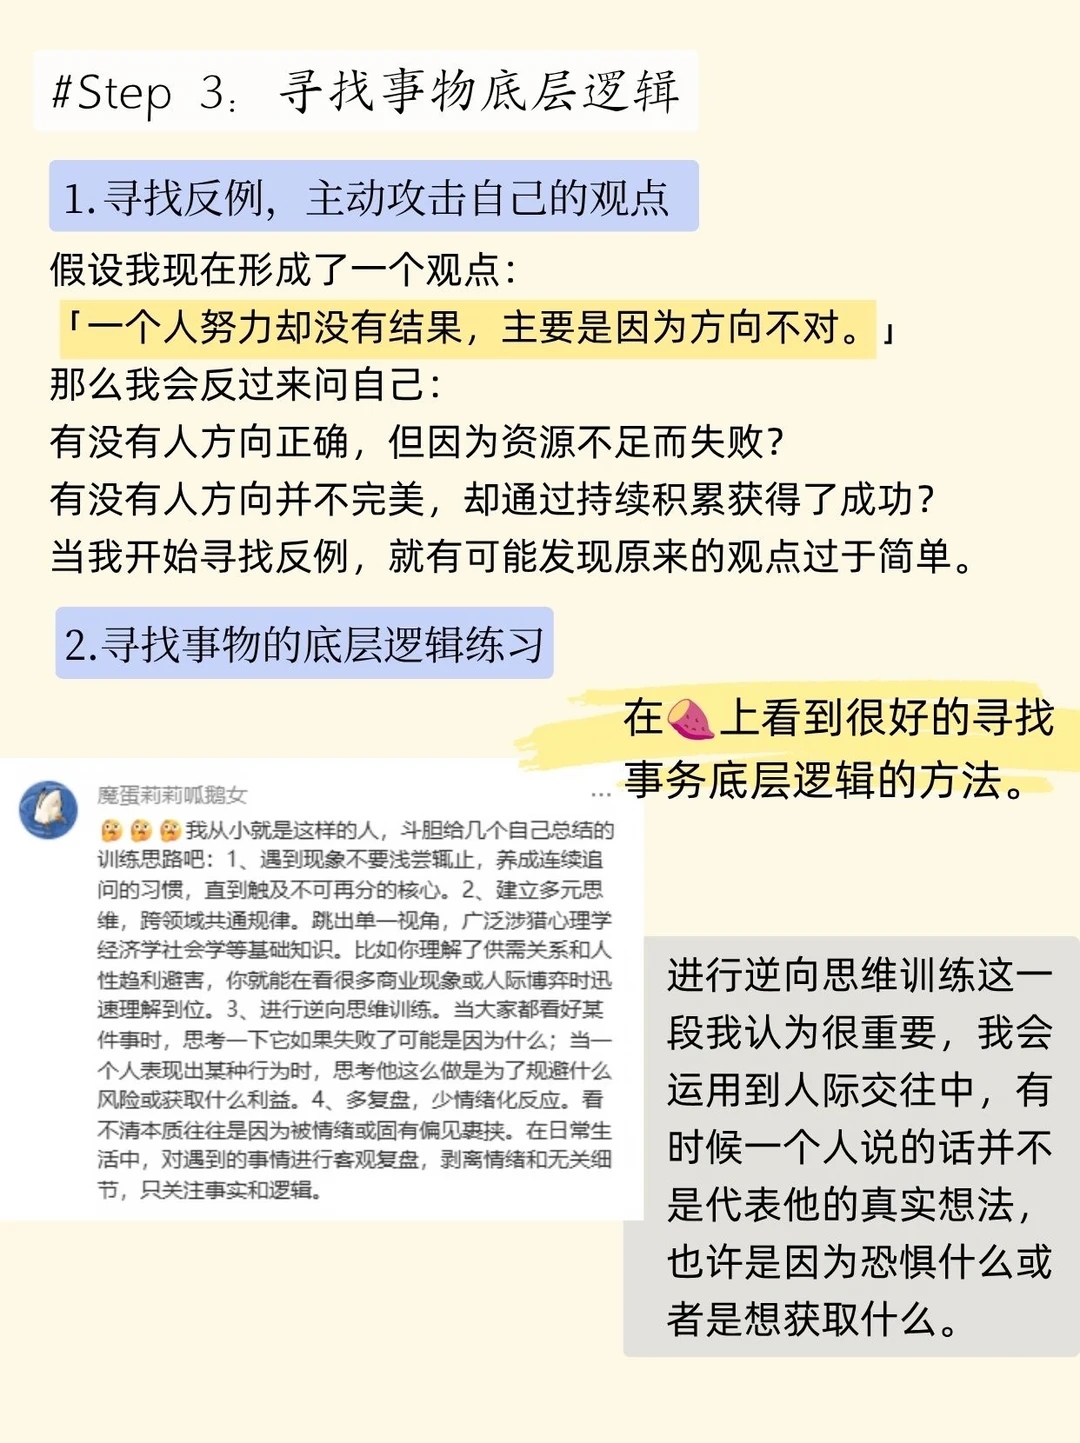 #Step 3：寻找事物底层逻辑
1.寻找反例，主动攻击自己的观点
假设我现在形成了一个观点：
「一个人努力却没有结果，主要是因为方向不对。」
那么我会反过来问自己：
有没有人方向正确，但因为资源不足而失败？
有没有人方向并不完美，却通过持续积累获得了成功？
当我开始寻找反例，就有可能发现原来的观点过于简单。
2.寻找事物的底层逻辑练习
在🍠上看到很好的寻找
事务底层逻辑的方法。
魔蛋莉莉呱鹅女
...
🤔🤔🤔我从小就是这样的人，斗胆给几个自己总结的
训练思路吧：1、遇到现象不要浅尝辄止，养成连续追
问的习惯，直到触及不可再分的核心。2、建立多元思
维，跨领域共通规律。跳出单一视角，广泛涉猎心理学
经济学社会学等基础知识。比如你理解了供需关系和人
性趋利避害，你就能在看很多商业现象或人际博弈时迅
速理解到位。3、进行逆向思维训练。当大家都看好某
件事时，思考一下它如果失败了可能是因为什么；当一
个人表现出某种行为时，思考他这么做是为了规避什么
风险或获取什么利益。4、多复盘，少情绪化反应。看
不清本质往往是因为被情绪或固有偏见裹挟。在日常生
活中，对遇到的事情进行客观复盘，剥离情绪和无关细
节，只关注事实和逻辑。
进行逆向思维训练这一
段我认为很重要，我会
运用到人际交往中，有
时候一个人说的话并不
是代表他的真实想法，
也许是因为恐惧什么或
者是想获取什么。